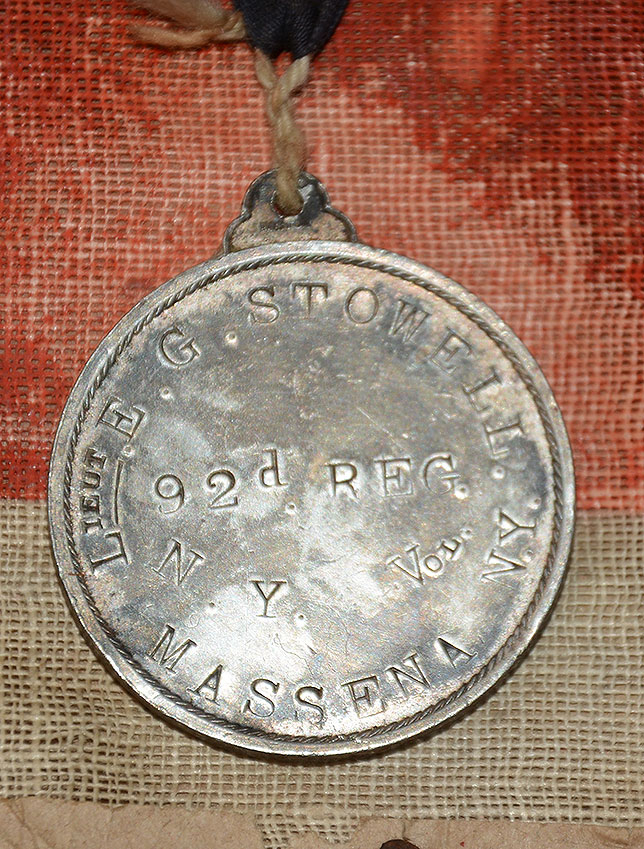 LIEUT E. G. STOWELL.
92d REG.
N. Y. VOL.
MASSENA N.Y.